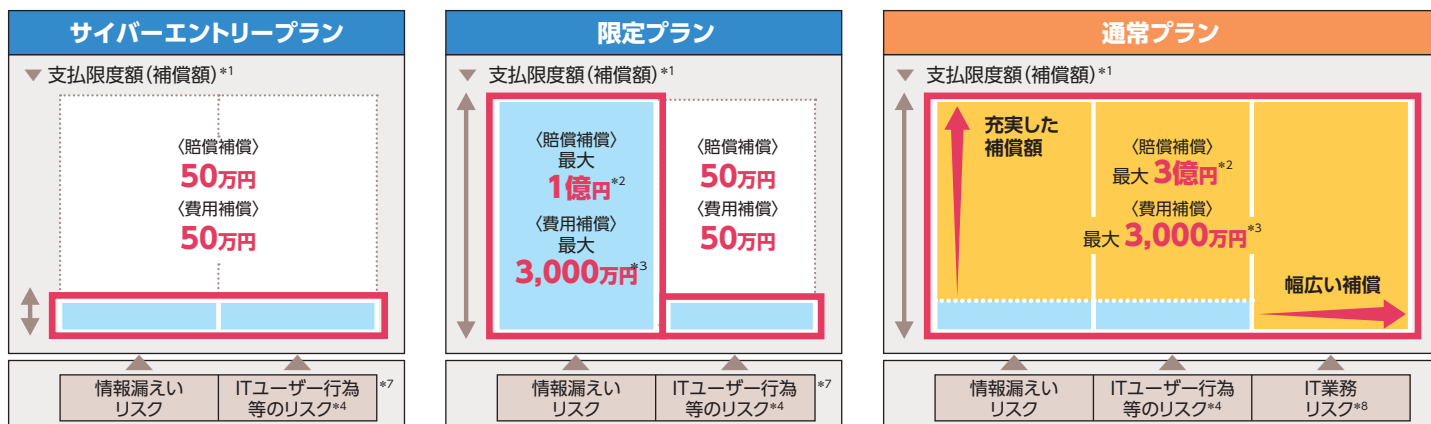 サイバーエントリープラン
▼ 支払限度額（補償額）*1
〈賠償補償〉
50万円
〈費用補償〉
50万円
情報漏えい
リスク
ITユーザー行為
等のリスク*4
*7
限定プラン
▼ 支払限度額（補償額）*1
〈賠償補償〉
最大
1億円*2
〈費用補償〉
最大
3,000万円*3
〈賠償補償〉
50万円
〈費用補償〉
50万円
情報漏えい
リスク
ITユーザー行為
等のリスク*4
*7
通常プラン
▼ 支払限度額（補償額）*1
充実した
補償額
〈賠償補償〉
最大 3億円*2
〈費用補償〉
最大 3,000万円*3
幅広い補償
情報漏えい
リスク
ITユーザー行為
等のリスク*4
IT業務
リスク*8